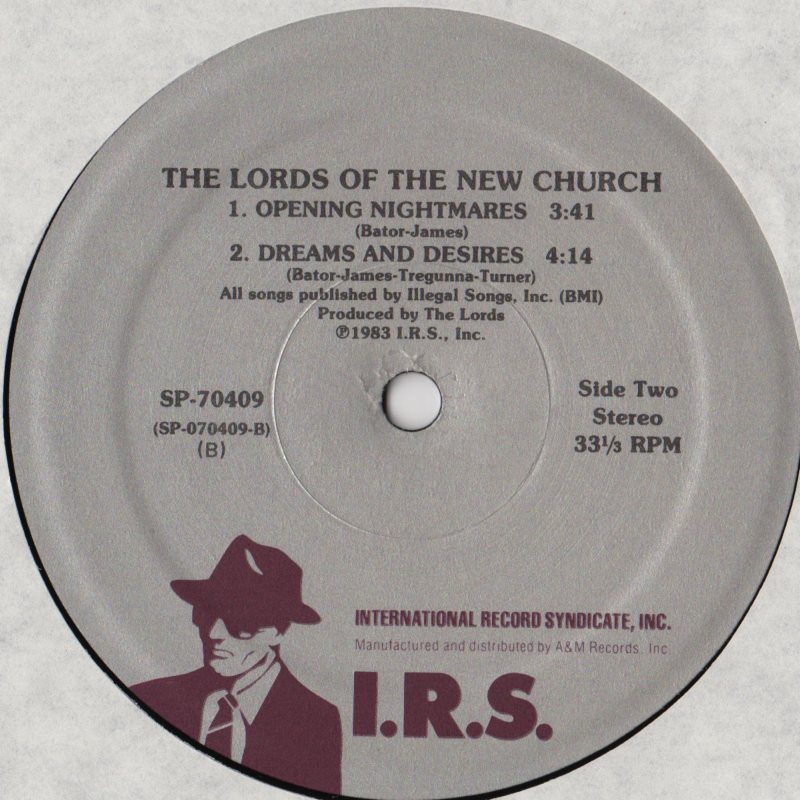 THE LORDS OF THE NEW CHURCH
1. OPENING NIGHTMARES 3:41
(Bator-James)
2. DREAMS AND DESIRES 4:14
(Bator-James-Tregunna-Turner)
All songs published by Illegal Songs, Inc. (BMI)
Produced by The Lords
℗1983 I.R.S., Inc.
SP-70409
(SP-070409-B)
(B)
Side Two
Stereo
33⅓ RPM
INTERNATIONAL RECORD SYNDICATE, INC.
Manufactured and distributed by A&M Records, Inc
I.R.S.